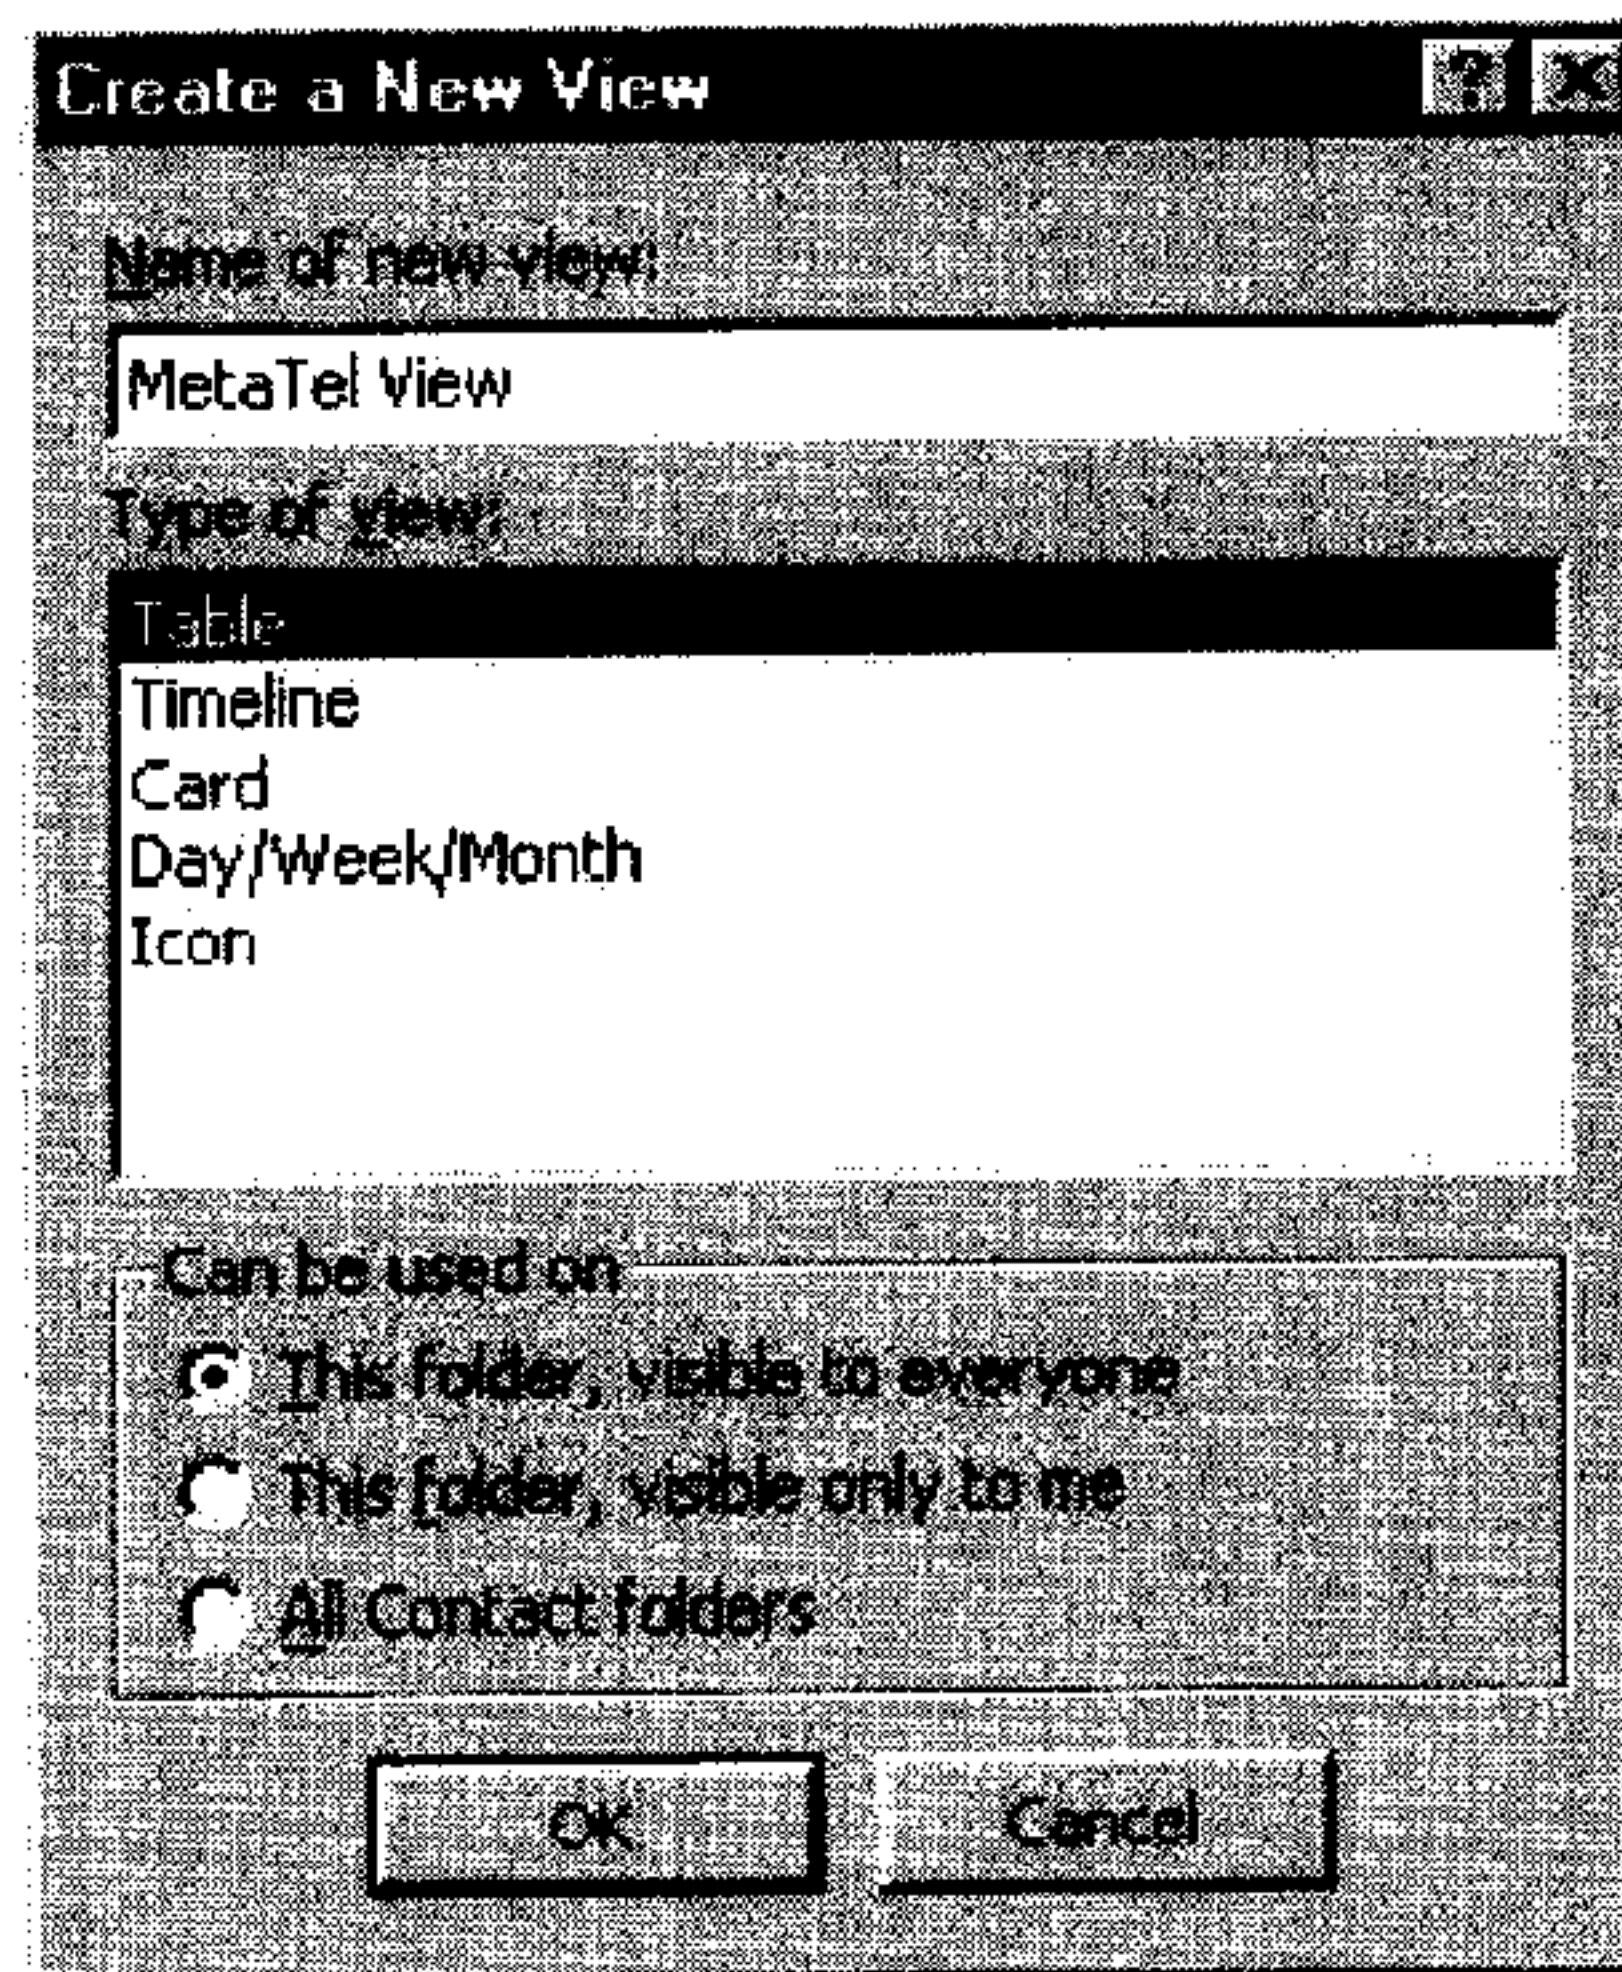 Create a New View
Name of new view:
MetaTel View
Type of view:
Table
Timeline
Card
Day/Week/Month
Icon
Can be used on
This folder, visible to everyone
This folder, visible only to me
All Contact folders
OK Cancel